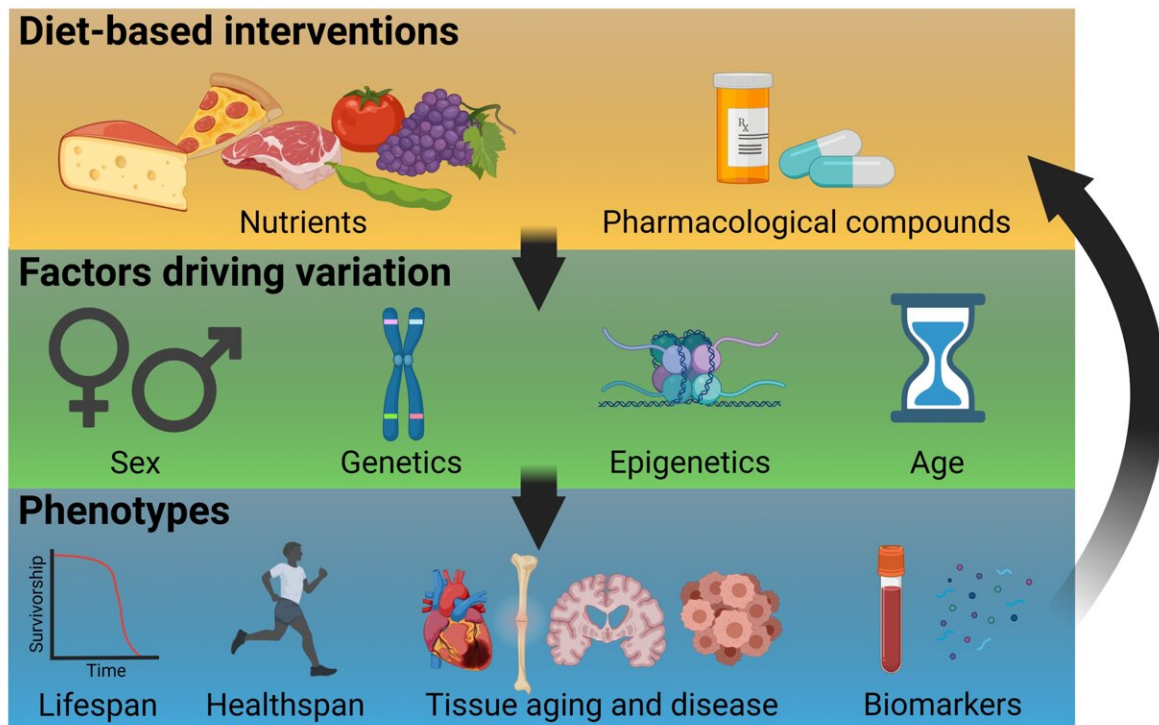 Diet-based interventions
Rx
Nutrients
Pharmacological compounds
Factors driving variation
Sex
Genetics
Epigenetics
Age
Phenotypes
Survivorship
Time
Lifespan
Healthspan
Tissue aging and disease
Biomarkers